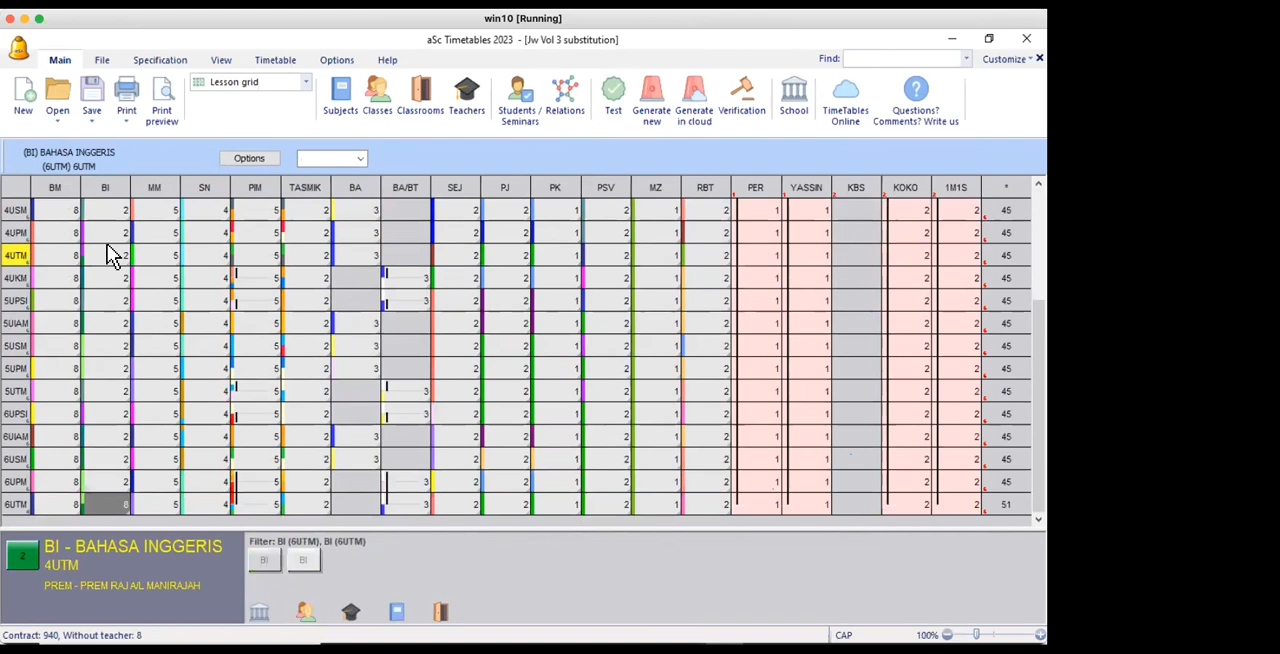 win10 [Running]
aSc Timetables 2023 - [Jw Vol 3 substitution]
Main File Specification View Timetable Options Help Find: Customize
New Open Save Print Print preview Lesson grid Subjects Classes Classrooms Teachers Students / Seminars Relations Test Generate new Generate in cloud Verification School TimeTables Online Questions? Comments? Write us
(BI) BAHASA INGGERIS
(6UTM) 6UTM
Options
BM BI MM SN PIM TASMIK BA BA/BT SEJ PJ PK PSV MZ RBT PER YASSIN KBS KOKO 1M1S *
4USM 8 2 5 4 5 2 3 2 2 1 2 2 2 1 1 2 2 45
4UPM 8 2 5 4 5 2 3 2 2 1 2 2 2 1 1 2 2 45
4UTM 8 2 5 4 5 2 3 2 2 1 2 2 2 1 1 2 2 45
4UKM 8 2 5 4 5 2 3 2 2 1 2 2 2 1 1 2 2 45
5UPSI 8 2 5 4 5 2 3 2 2 1 2 2 2 1 1 2 2 45
5UIAM 8 2 5 4 5 2 3 2 2 1 2 2 2 1 1 2 2 45
5USM 8 2 5 4 5 2 3 2 2 1 2 2 2 1 1 2 2 45
5UPM 8 2 5 4 5 2 3 2 2 1 2 2 2 1 1 2 2 45
5UTM 8 2 5 4 5 2 3 2 2 1 2 2 2 1 1 2 2 45
6UPSI 8 2 5 4 5 2 3 2 2 1 2 2 2 1 1 2 2 45
6UIAM 8 2 5 4 5 2 3 2 2 1 2 2 2 1 1 2 2 45
6USM 8 2 5 4 5 2 3 2 2 1 2 2 2 1 1 2 2 45
6UPM 8 2 5 4 5 2 3 2 2 1 2 2 2 1 1 2 2 45
6UTM 8 8 5 4 5 2 3 2 2 1 2 2 2 1 1 2 2 51
2 BI - BAHASA INGGERIS
4UTM
PREM - PREM RAJ A/L MANIRAJAH
Filter: BI (6UTM), BI (6UTM)
BI BI
Contract: 940, Without teacher: 8 CAP 100%